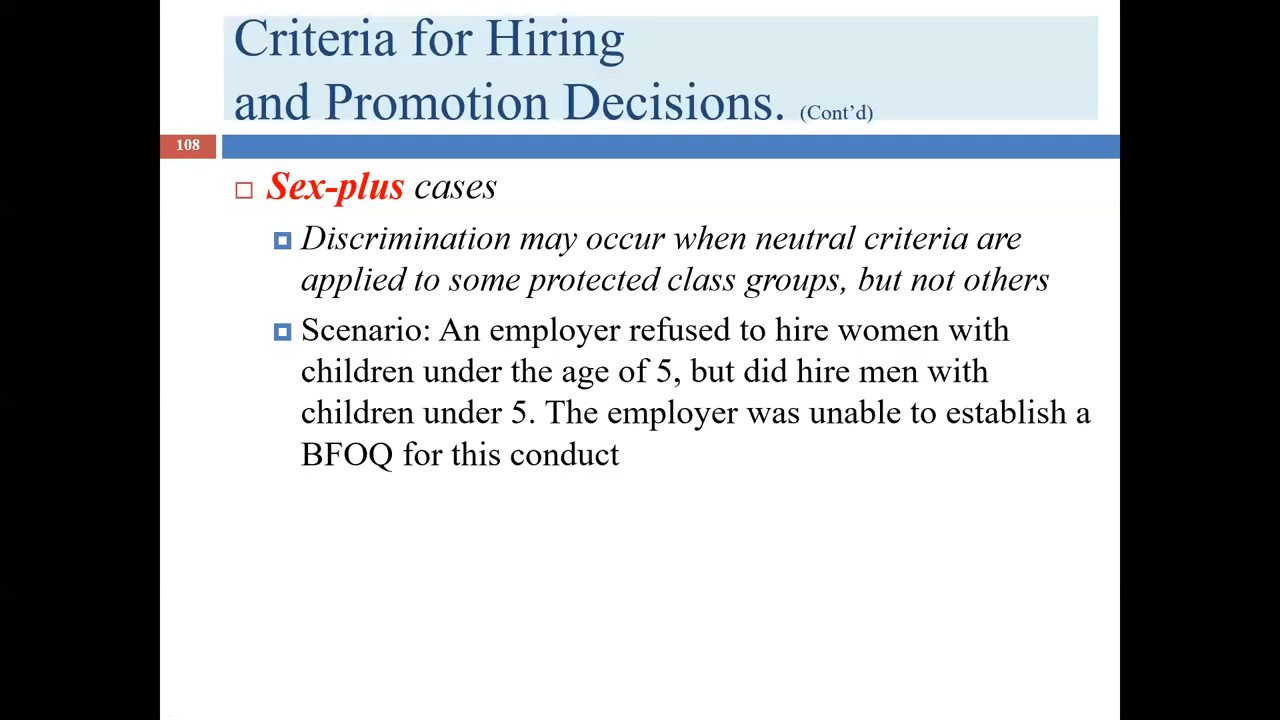 Criteria for Hiring
and Promotion Decisions. (Cont’d)
108
Sex-plus cases
Discrimination may occur when neutral criteria are
applied to some protected class groups, but not others
Scenario: An employer refused to hire women with
children under the age of 5, but did hire men with
children under 5. The employer was unable to establish a
BFOQ for this conduct